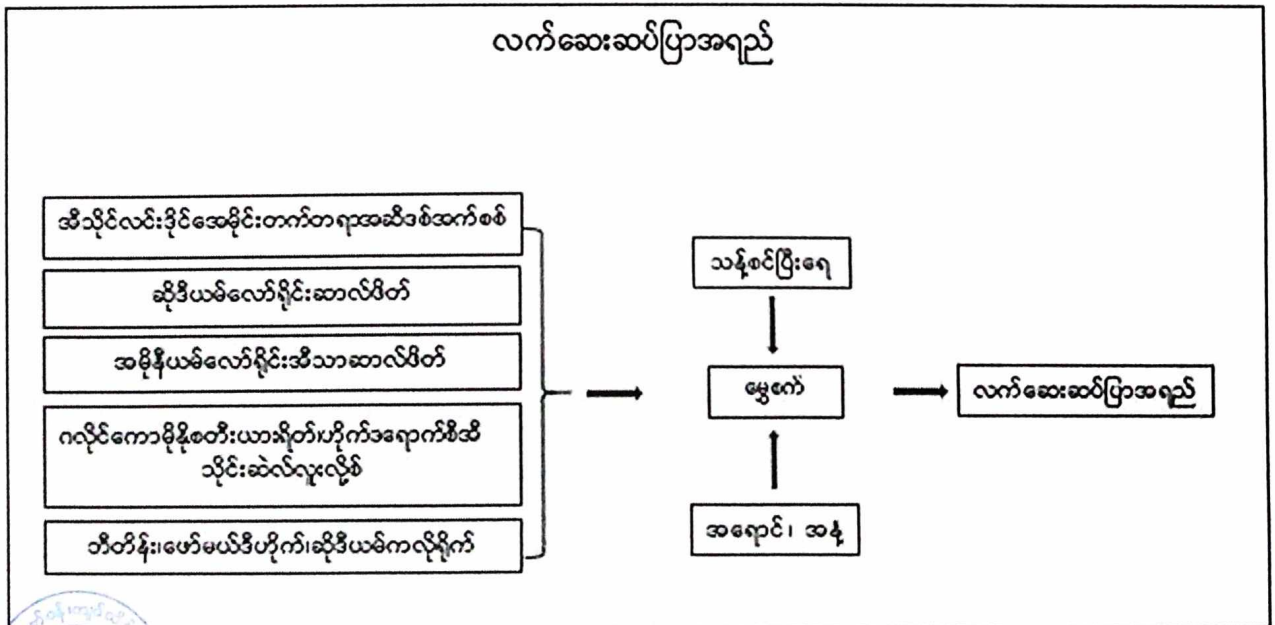 လက်ဆေးဆပ်ပြာအရည်
အီသိုင်လင်းဒိုင်အေမိုင်းတက်တရာအဆီဒစ်အက်စစ်
ဆိုဒီယမ်လော်ရိုင်းဆာလ်ဖိတ်
အမိုနီယမ်လော်ရိုင်းအီသာဆာလ်ဖိတ်
ဂလိုင်ကောမိုနိုစတီးယားရိတ်၊ဟိုက်ဒရောက်စီအီ
သိုင်းဆဲလ်လူးလို့စ်
ဘီတိန်း၊ဖော်မယ်ဒီဟိုက်၊ဆိုဒီယမ်ကလိုရိုက်
သန့်စင်ပြီးရေ
မွှေစက်
အရောင်၊ အနံ့
လက်ဆေးဆပ်ပြာအရည်